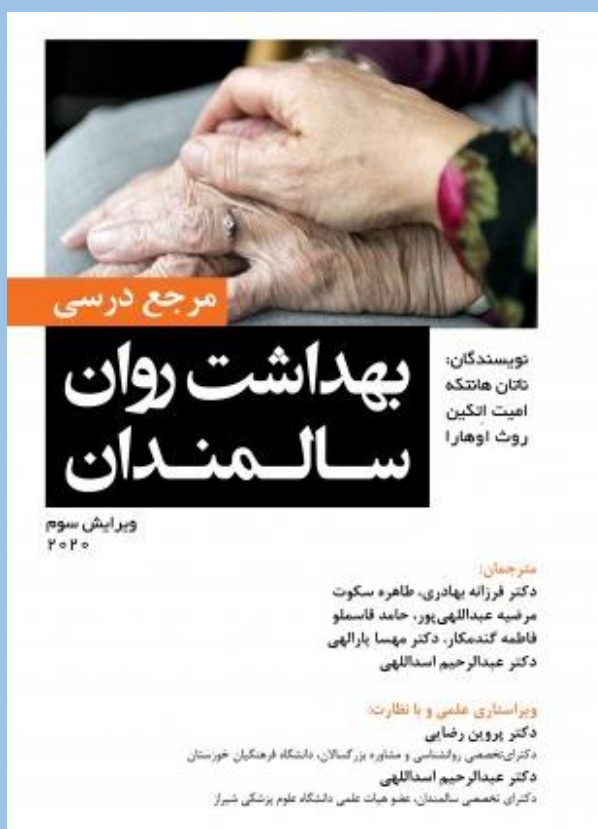 مرجع درسی
بهداشت روان
سالمندان
نویسندگان:
ناتان هانتکه
امیت اِتکین
روث اوهارا
ویرایش سوم
۲۰۲۰
مترجمان:
دکتر فرزانه بهادری، طاهره سکوت
مرضیه عبداللهی‌پور، حامد قاسملو
فاطمه گندمکار، دکتر مهسا یارالهی
دکتر عبدالرحیم اسداللهی
ویراستاری علمی و با نظارت:
دکتر پروین رضایی
دکترای‌تخصصی روانشناسی و مشاوره بزرگسالان، دانشگاه فرهنگیان خوزستان
دکتر عبدالرحیم اسداللهی
دکترای تخصصی سالمندان، عضو هیات علمی دانشگاه علوم پزشکی شیراز